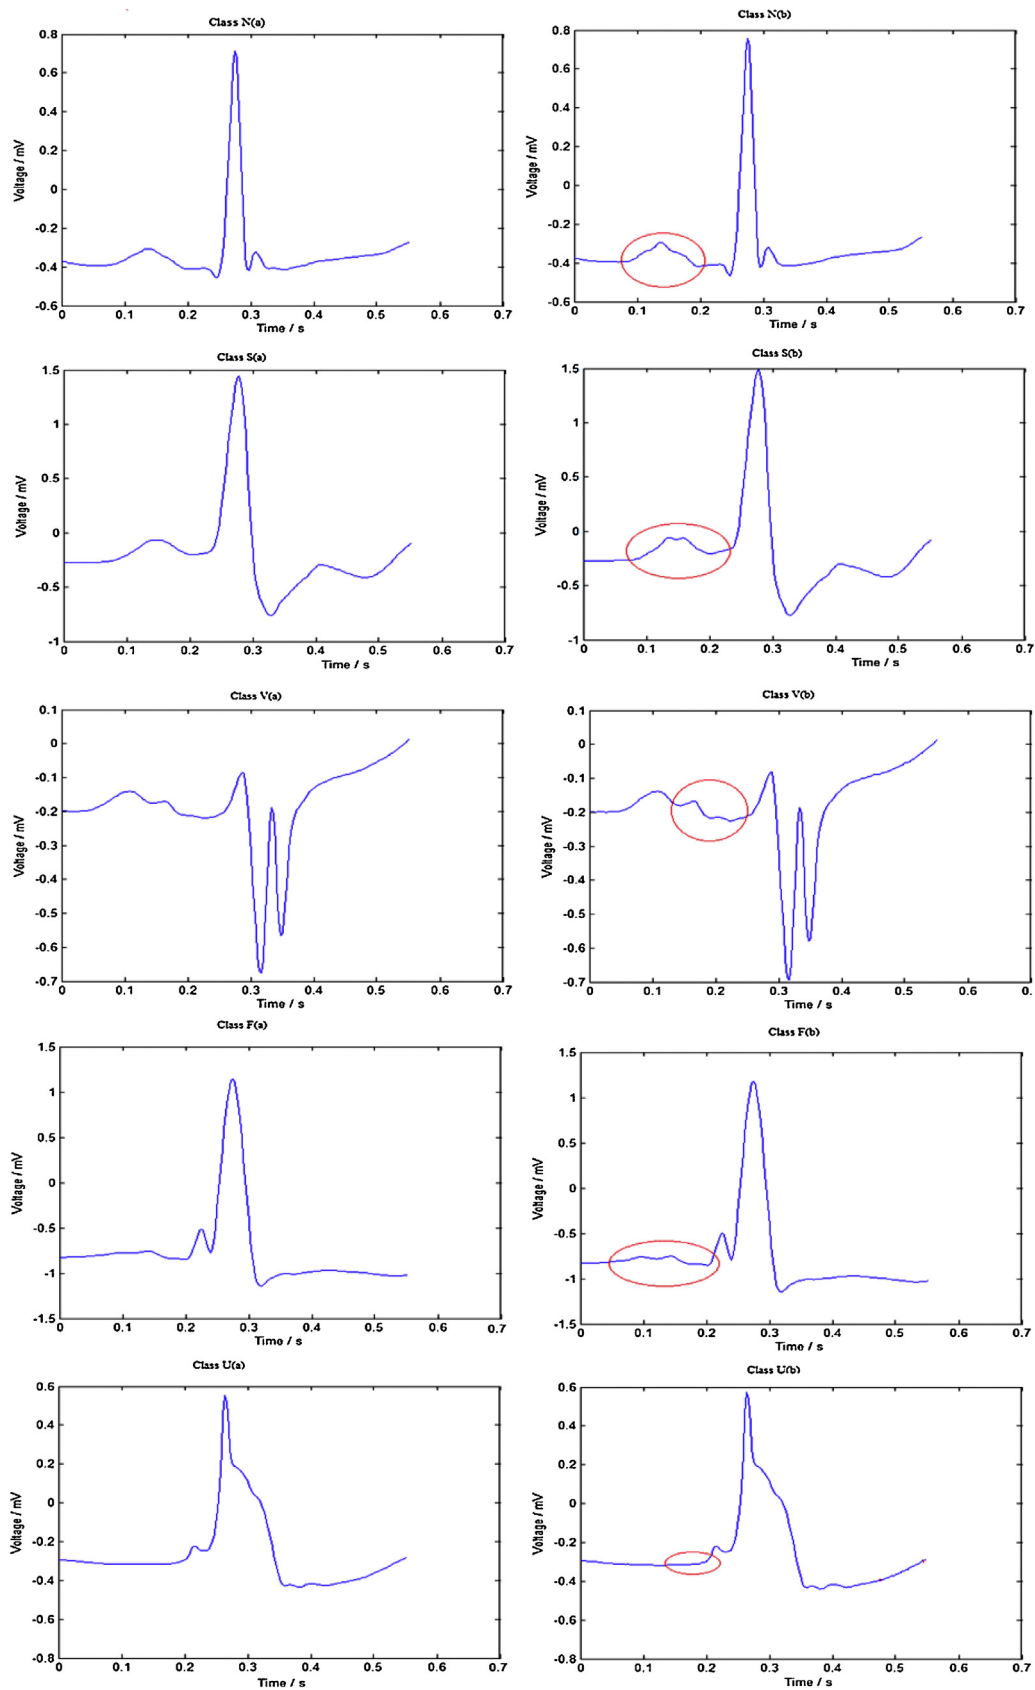 Class N(a)
0.8
0.6
0.4
0.2
0
-0.2
-0.4
-0.6
Voltage / mV
0 0.1 0.2 0.3 0.4 0.5 0.6 0.7
Time / s
Class N(b)
0.8
0.6
0.4
0.2
0
-0.2
-0.4
-0.6
Voltage / mV
0 0.1 0.2 0.3 0.4 0.5 0.6 0.7
Time / s
Class S(a)
1.5
1
0.5
0
-0.5
-1
Voltage / mV
0 0.1 0.2 0.3 0.4 0.5 0.6 0.7
Time / s
Class S(b)
1.5
1
0.5
0
-0.5
-1
Voltage / mV
0 0.1 0.2 0.3 0.4 0.5 0.6 0.7
Time / s
Class V(a)
0.1
0
-0.1
-0.2
-0.3
-0.4
-0.5
-0.6
-0.7
Voltage / mV
0 0.1 0.2 0.3 0.4 0.5 0.6 0.7
Time / s
Class V(b)
0.1
0
-0.1
-0.2
-0.3
-0.4
-0.5
-0.6
-0.7
Voltage / mV
0 0.1 0.2 0.3 0.4 0.5 0.6 0.
Time / s
Class F(a)
1.5
1
0.5
0
-0.5
-1
-1.5
Voltage / mV
0 0.1 0.2 0.3 0.4 0.5 0.6 0.7
Time / s
Class F(b)
1.5
1
0.5
0
-0.5
-1
-1.5
Voltage / mV
0 0.1 0.2 0.3 0.4 0.5 0.6 0.7
Time / s
Class U(a)
0.6
0.4
0.2
0
-0.2
-0.4
-0.6
-0.8
Voltage / mV
0 0.1 0.2 0.3 0.4 0.5 0.6 0.7
Time / s
Class U(b)
0.6
0.4
0.2
0
-0.2
-0.4
-0.6
-0.8
Voltage / mV
0 0.1 0.2 0.3 0.4 0.5 0.6 0.7
Time / s